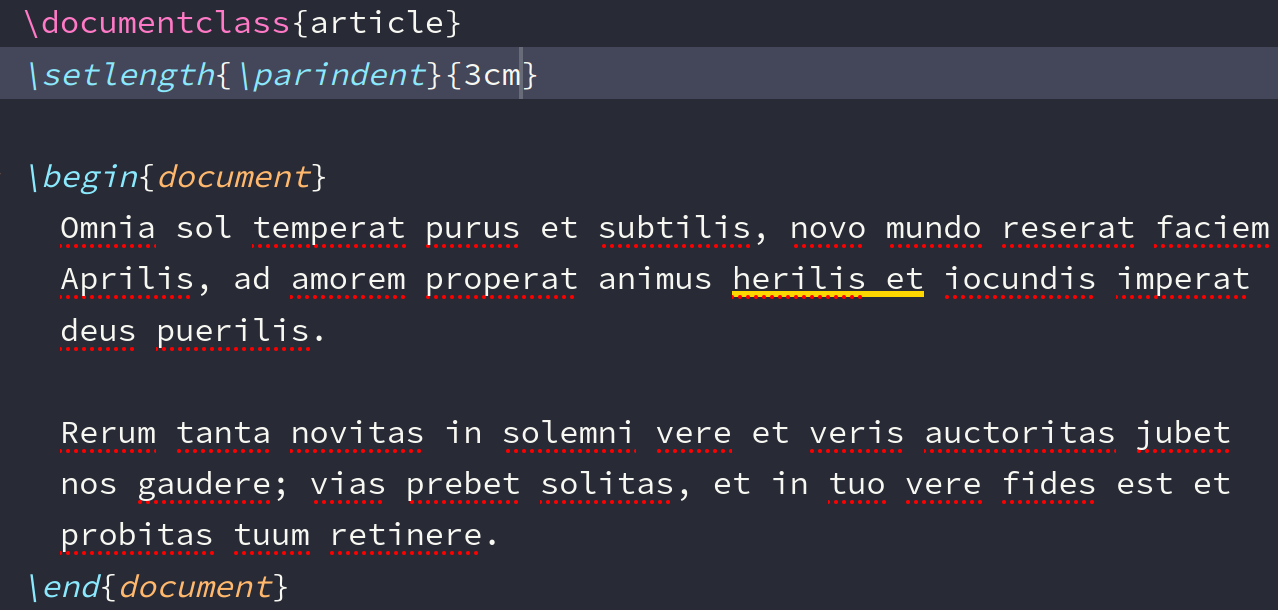 \documentclass{article}
\setlength{\parindent}{3cm}
\begin{document}
Omnia sol temperat purus et subtilis, novo mundo reserat faciem
Aprilis, ad amorem properat animus herilis et iocundis imperat
deus puerilis.
Rerum tanta novitas in solemni vere et veris auctoritas jubet
nos gaudere; vias prebet solitas, et in tuo vere fides est et
probitas tuum retinere.
\end{document}